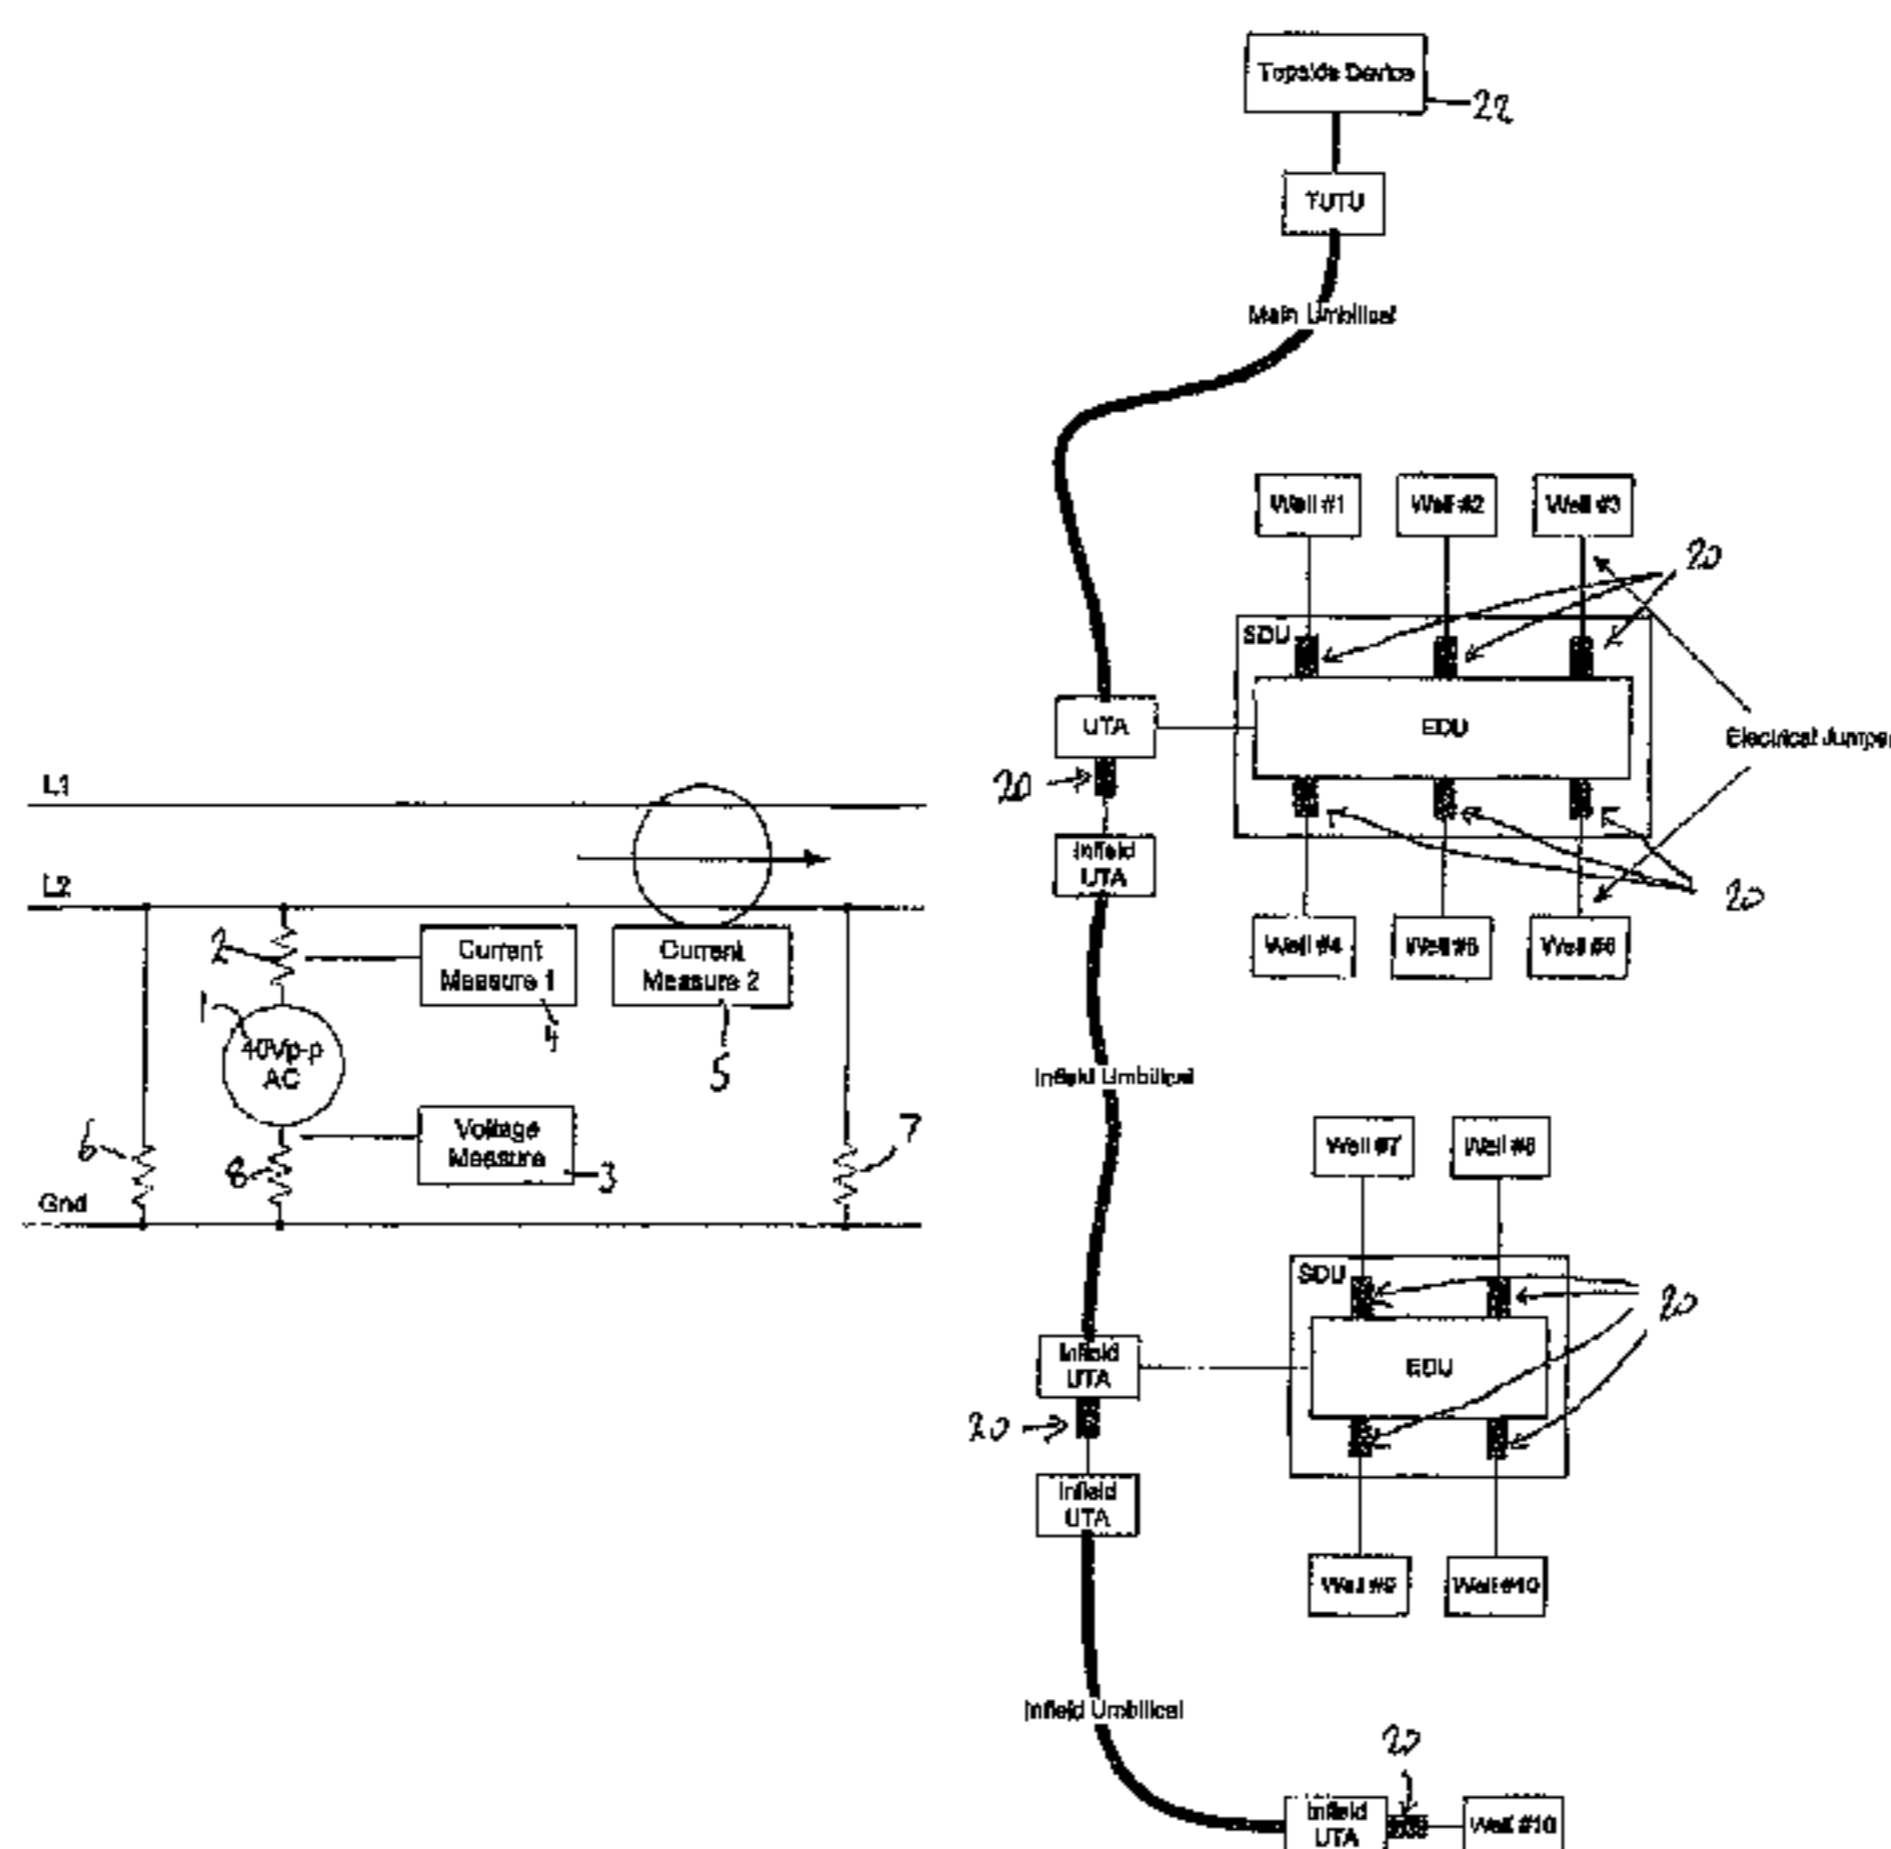 Topside Device
22
TUTU
Main Umbilical
Well #1
Well #2
Well #3
20
SDU
UTA
EDU
Electrical Jumper
20
Infield
UTA
20
Well #4
Well #5
Well #6
Infield Umbilical
Well #7
Well #8
SDU
20
Infield
UTA
EDU
20
Infield
UTA
Well #9
Well #10
Infield Umbilical
20
Infield
UTA
Well #10
L1
L2
2
Current
Measure 1
Current
Measure 2
1
4
40Vp-p
AC
5
6
Voltage
Measure
7
8
3
Gnd